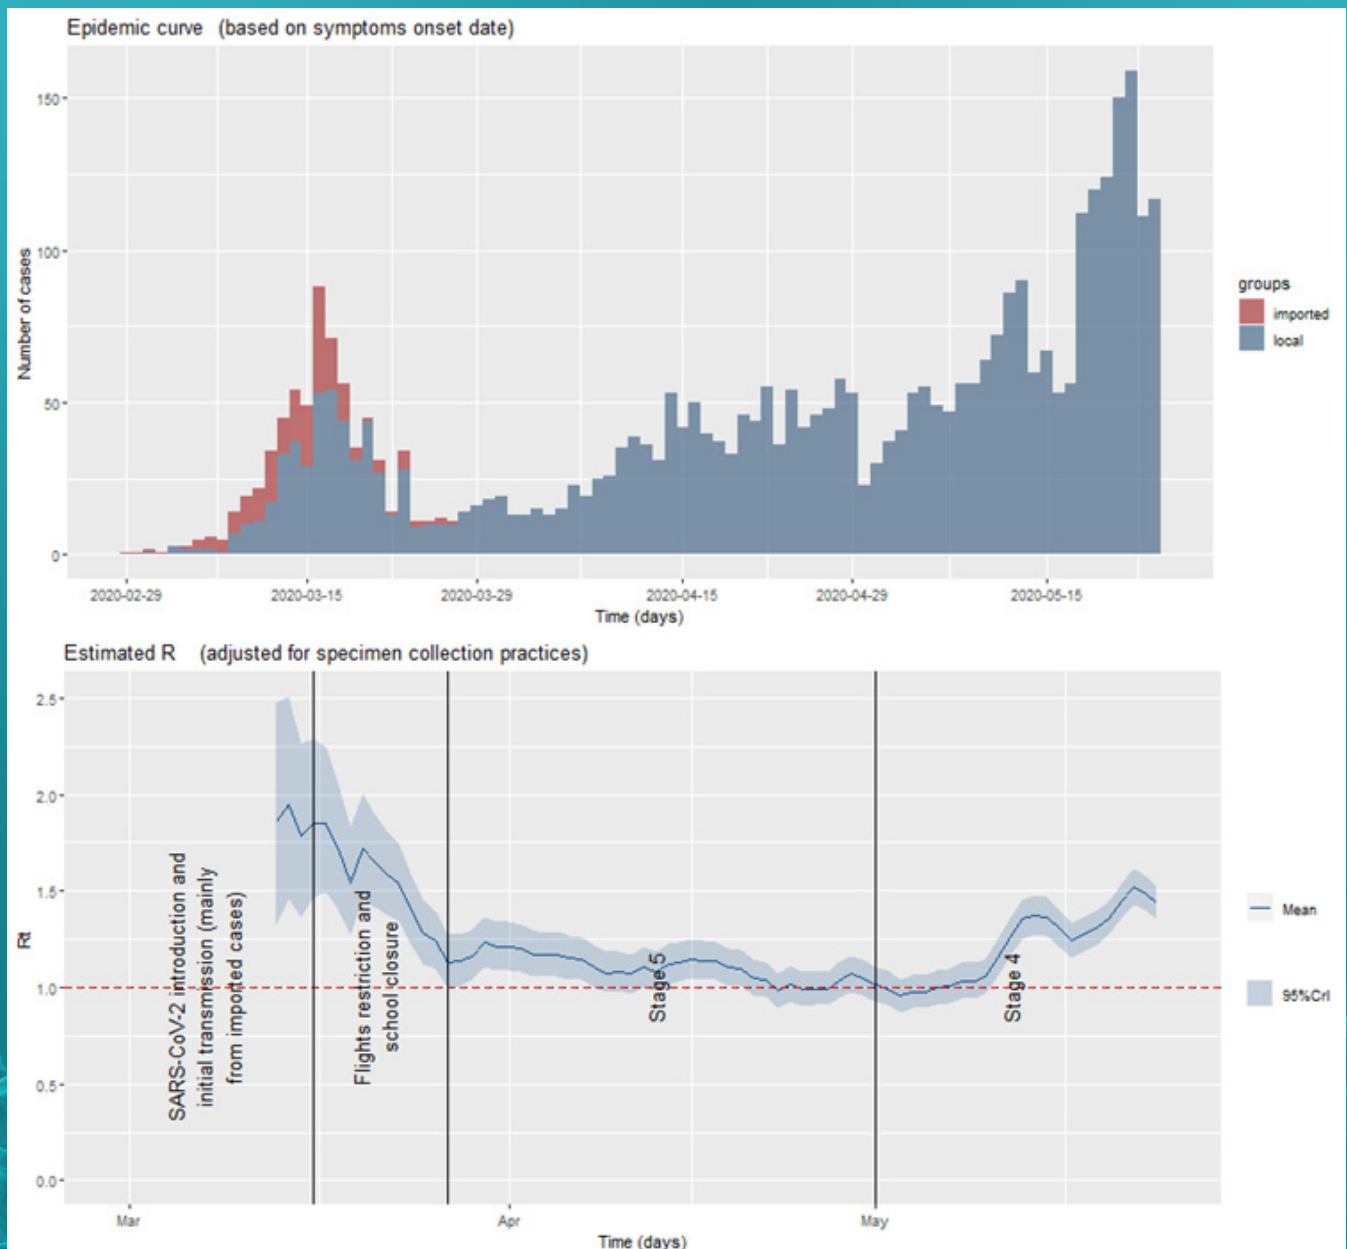 Epidemic curve (based on symptoms onset date)
150
100
50
0
Number of cases
2020-02-29 2020-03-15 2020-03-29 2020-04-15 2020-04-29 2020-05-15
Time (days)
groups
imported
local
Estimated R (adjusted for specimen collection practices)
2.5
2.0
1.5
1.0
0.5
0.0
Rt
SARS-CoV-2 introduction and
initial transmission (mainly
from imported cases)
Flights restriction and
school closure
Stage 5
Stage 4
Mar Apr May
Time (days)
Mean
95%CrI